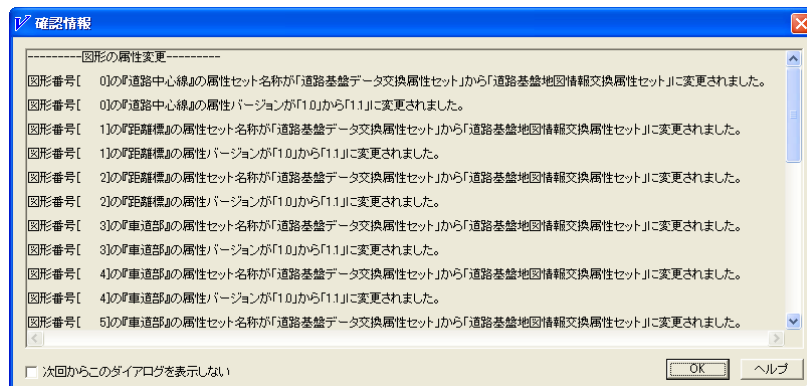 確認情報
---------図形の属性変更---------
図形番号[ 0]の『道路中心線』の属性セット名称が「道路基盤データ交換属性セット」から「道路基盤地図情報交換属性セット」に変更されました。
図形番号[ 0]の『道路中心線』の属性バージョンが「1.0」から「1.1」に変更されました。
図形番号[ 1]の『距離標』の属性セット名称が「道路基盤データ交換属性セット」から「道路基盤地図情報交換属性セット」に変更されました。
図形番号[ 1]の『距離標』の属性バージョンが「1.0」から「1.1」に変更されました。
図形番号[ 2]の『距離標』の属性セット名称が「道路基盤データ交換属性セット」から「道路基盤地図情報交換属性セット」に変更されました。
図形番号[ 2]の『距離標』の属性バージョンが「1.0」から「1.1」に変更されました。
図形番号[ 3]の『車道部』の属性セット名称が「道路基盤データ交換属性セット」から「道路基盤地図情報交換属性セット」に変更されました。
図形番号[ 3]の『車道部』の属性バージョンが「1.0」から「1.1」に変更されました。
図形番号[ 4]の『車道部』の属性セット名称が「道路基盤データ交換属性セット」から「道路基盤地図情報交換属性セット」に変更されました。
図形番号[ 4]の『車道部』の属性バージョンが「1.0」から「1.1」に変更されました。
図形番号[ 5]の『車道部』の属性セット名称が「道路基盤データ交換属性セット」から「道路基盤地図情報交換属性セット」に変更されました。
次回からこのダイアログを表示しない OK ヘルプ